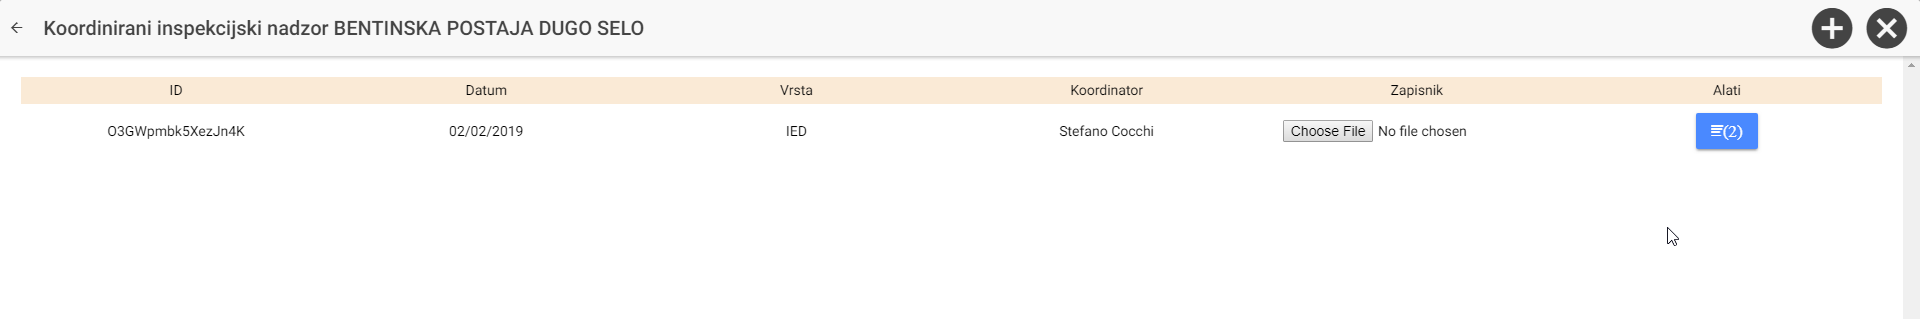 Koordinirani inspekcijski nadzor BENTINSKA POSTAJA DUGO SELO
ID Datum Vrsta Koordinator Zapisnik Alati
O3GWpmbk5XezJn4K 02/02/2019 IED Stefano Cocchi Choose File No file chosen (2)